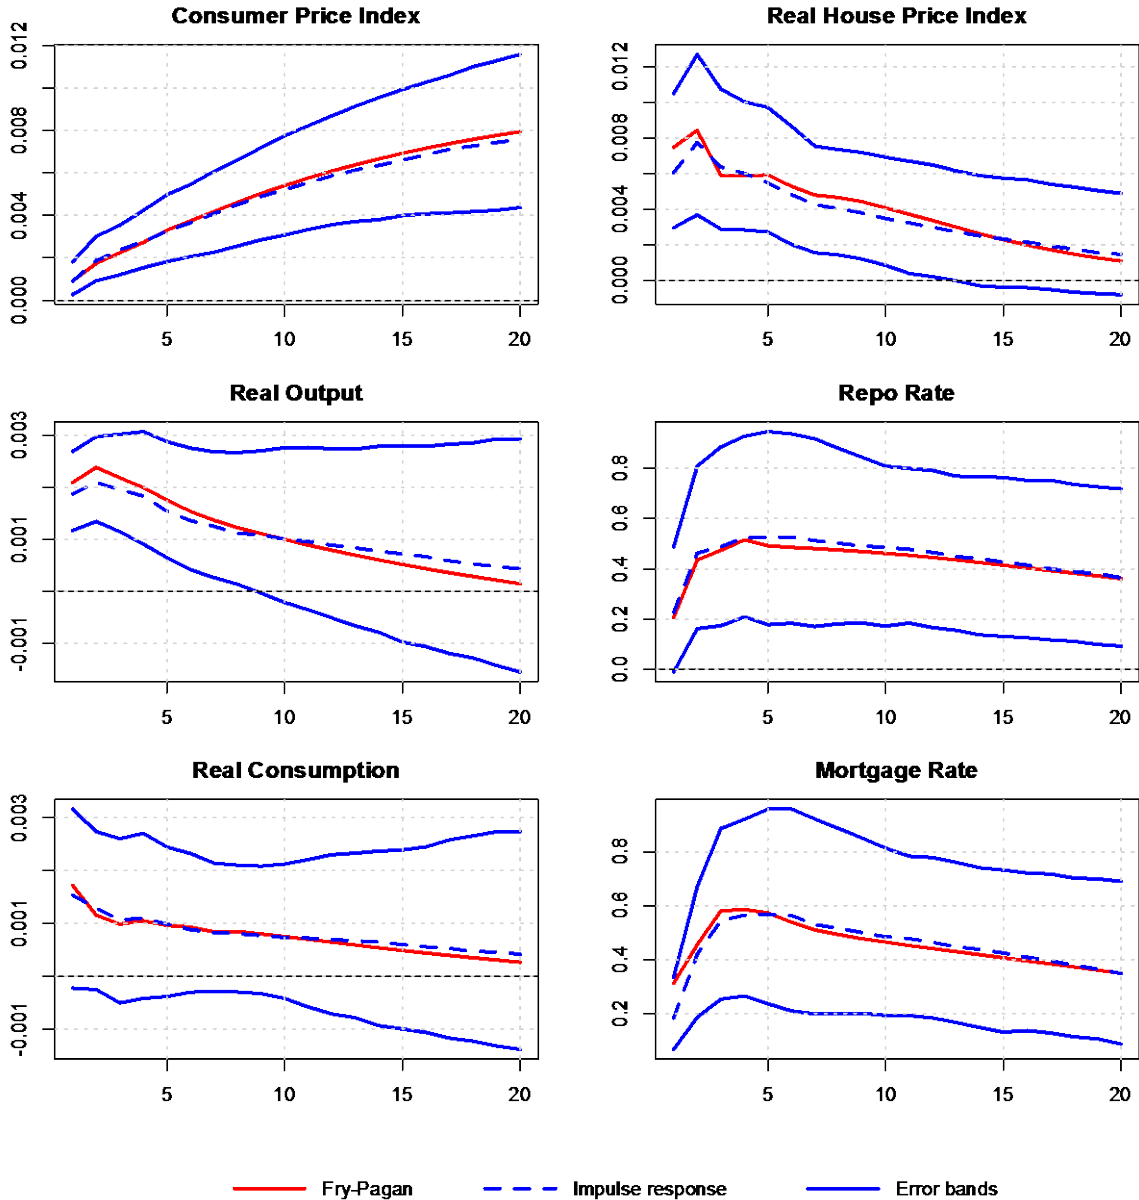 Consumer Price Index
0.012
0.008
0.004
0.000
5 10 15 20
Real House Price Index
0.012
0.008
0.004
0.000
5 10 15 20
Real Output
0.003
0.001
-0.001
5 10 15 20
Repo Rate
0.8
0.6
0.4
0.2
0.0
5 10 15 20
Real Consumption
0.003
0.001
-0.001
5 10 15 20
Mortgage Rate
0.8
0.6
0.4
0.2
5 10 15 20
Fry-Pagan Impulse response Error bands